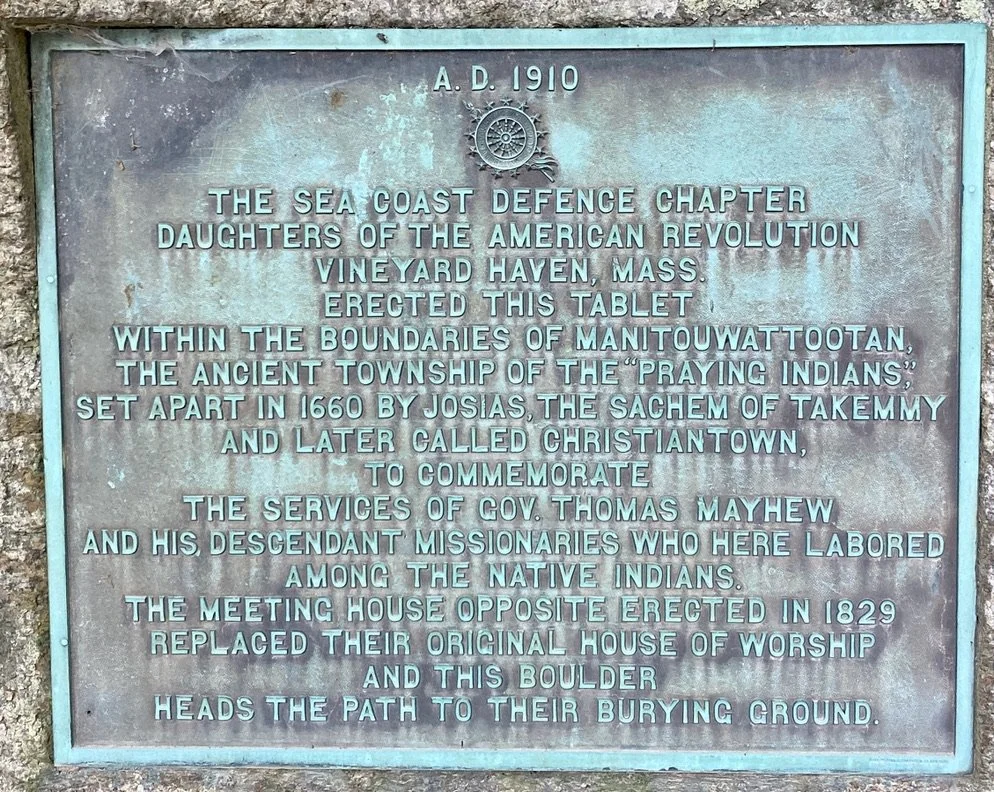 A. D. 1910
THE SEA COAST DEFENCE CHAPTER
DAUGHTERS OF THE AMERICAN REVOLUTION
VINEYARD HAVEN, MASS.
ERECTED THIS TABLET
WITHIN THE BOUNDARIES OF MANITOUWATTOOTAN,
THE ANCIENT TOWNSHIP OF THE "PRAYING INDIANS,"
SET APART IN 1660 BY JOSIAS, THE SACHEM OF TAKEMMY
AND LATER CALLED CHRISTIANTOWN,
TO COMMEMORATE
THE SERVICES OF GOV. THOMAS MAYHEW
AND HIS DESCENDANT MISSIONARIES WHO HERE LABORED
AMONG THE NATIVE INDIANS.
THE MEETING HOUSE OPPOSITE ERECTED IN 1829
REPLACED THEIR ORIGINAL HOUSE OF WORSHIP
AND THIS BOULDER
HEADS THE PATH TO THEIR BURYING GROUND.